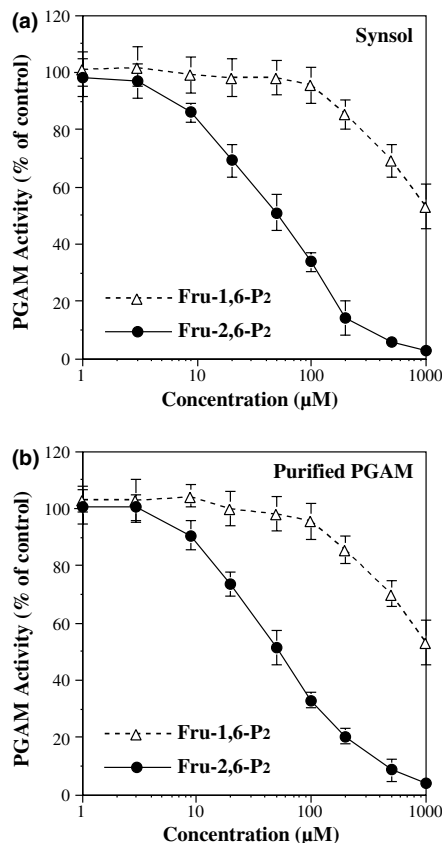 (a)
120
Synsol
100
80
60
40
20
0
PGAM Activity (% of control)
Fru-1,6-P2
Fru-2,6-P2
1 10 100 1000
Concentration (μM)
(b)
120
Purified PGAM
100
80
60
40
20
0
PGAM Activity (% of control)
Fru-1,6-P2
Fru-2,6-P2
1 10 100 1000
Concentration (μM)